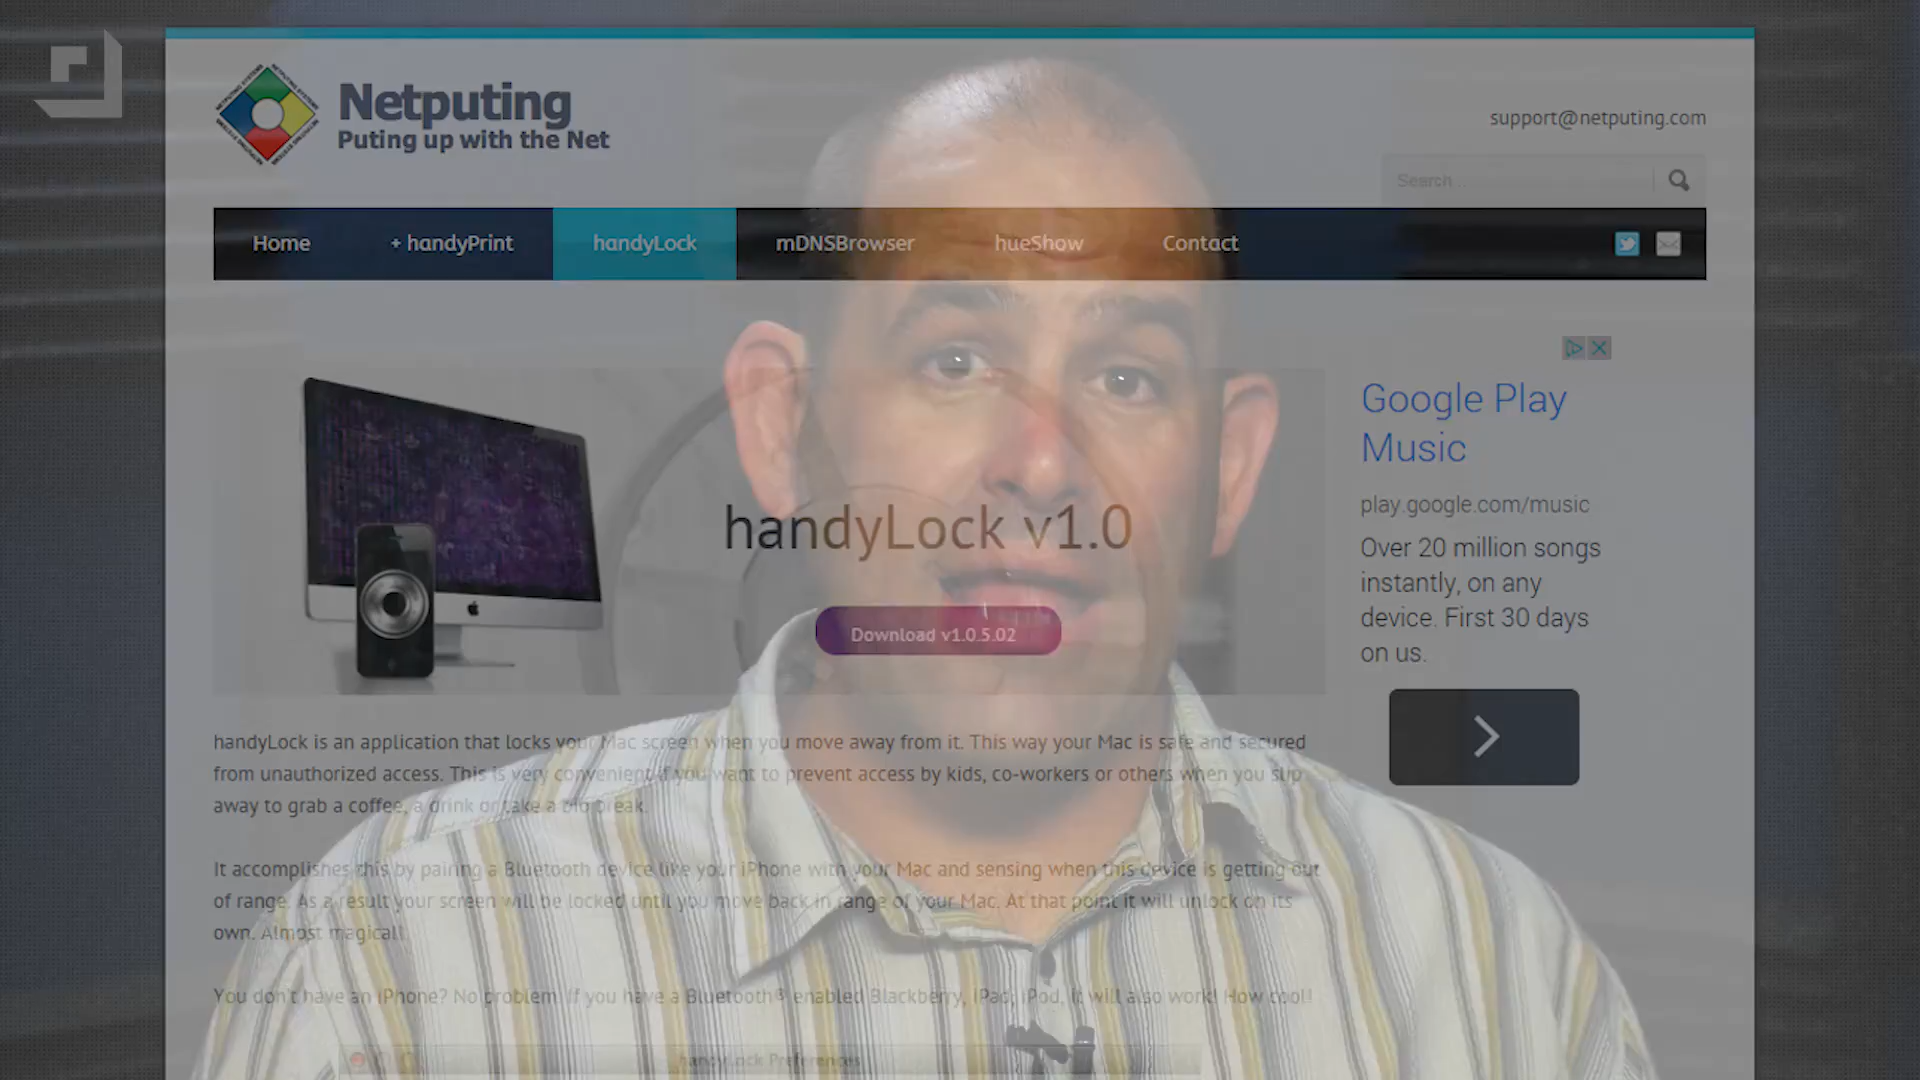 Netputing
Puting up with the Net
support@netputing.com
Search ...
Home
+ handyPrint
handyLock
mDNSBrowser
hueShow
Contact
handyLock v1.0
Download v1.0.5.02
Google Play
Music
play.google.com/music
Over 20 million songs
instantly, on any
device. First 30 days
on us.
handyLock is an application that locks your Mac screen when you move away from it. This way your Mac is safe and secured
from unauthorized access. This is very convenient if you want to prevent access by kids, co-workers or others when you slip
away to grab a coffee, a drink or take a bio break.
It accomplishes this by pairing a Bluetooth device like your iPhone with your Mac and sensing when this device is getting out
of range. As a result your screen will be locked until you move back in range of your Mac. At that point it will unlock on its
own. Almost magical!
You don't have an iPhone? No problem. If you have a Bluetooth® enabled Blackberry, iPad, iPod, it will also work! How cool!
handyLock Preferences